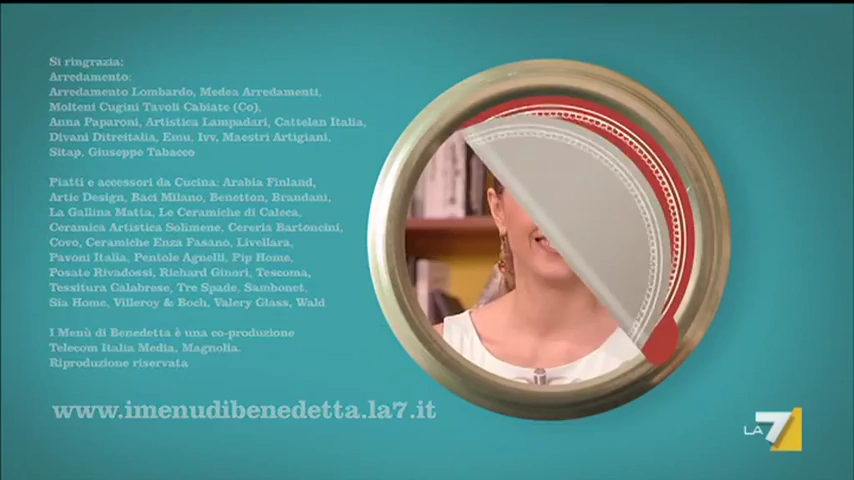 Si ringrazia:
Arredamento:
Arredamento Lombardo, Medea Arredamenti,
Molteni Cugini Tavoli Cabiate (Co),
Anna Paparoni, Artistica Lampadari, Cattelan Italia,
Divani Ditreitalia, Emu, Ivv, Maestri Artigiani,
Sitap, Giuseppe Tabacco
Piatti e accessori da Cucina: Arabia Finland,
Artic Design, Baci Milano, Benetton, Brandani,
La Gallina Matta, Le Ceramiche di Caleca,
Ceramica Artistica Solimene, Cereria Bartoncini,
Covo, Ceramiche Enza Fasano, Livellara,
Pavoni Italia, Pentole Agnelli, Pip Home,
Posate Rivadossi, Richard Ginori, Tescoma,
Tessitura Calabrese, Tre Spade, Sambonet,
Sia Home, Villeroy & Boch, Valery Glass, Wald
I Menù di Benedetta è una co-produzione
Telecom Italia Media, Magnolia.
Riproduzione riservata
www.imenudibenedetta.la7.it
LA7